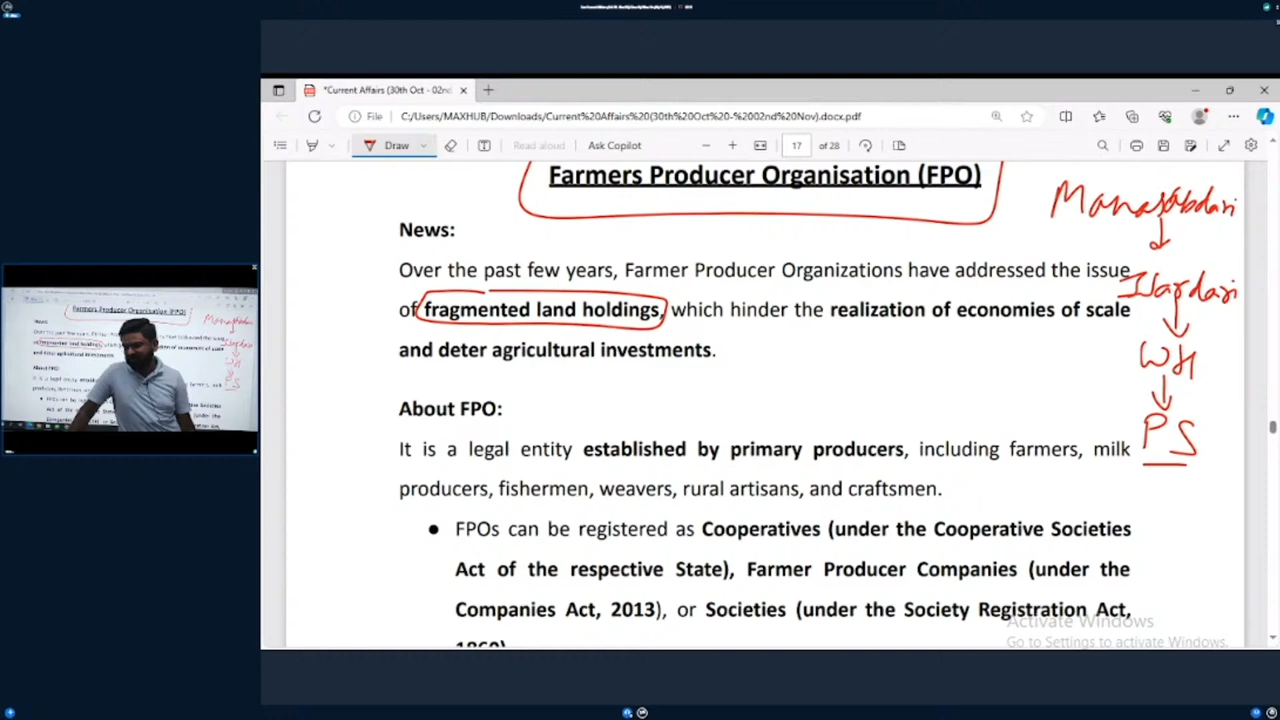 *Current Affairs (30th Oct - 02nd
File
C:/Users/MAXHUB/Downloads/Current%20Affairs%20(30th%20Oct%20-%2002nd%20Nov).docx.pdf
Draw
Read aloud
Ask Copilot
17 of 28
Farmers Producer Organisation (FPO)
News:
Over the past few years, Farmer Producer Organizations have addressed the issue
of fragmented land holdings, which hinder the realization of economies of scale
and deter agricultural investments.
About FPO:
It is a legal entity established by primary producers, including farmers, milk
producers, fishermen, weavers, rural artisans, and craftsmen.
● FPOs can be registered as Cooperatives (under the Cooperative Societies
Act of the respective State), Farmer Producer Companies (under the
Companies Act, 2013), or Societies (under the Society Registration Act,
1860)
Manasabdari
↓
↓
WH
↓
PS
Activate Windows
Go to Settings to activate Windows.